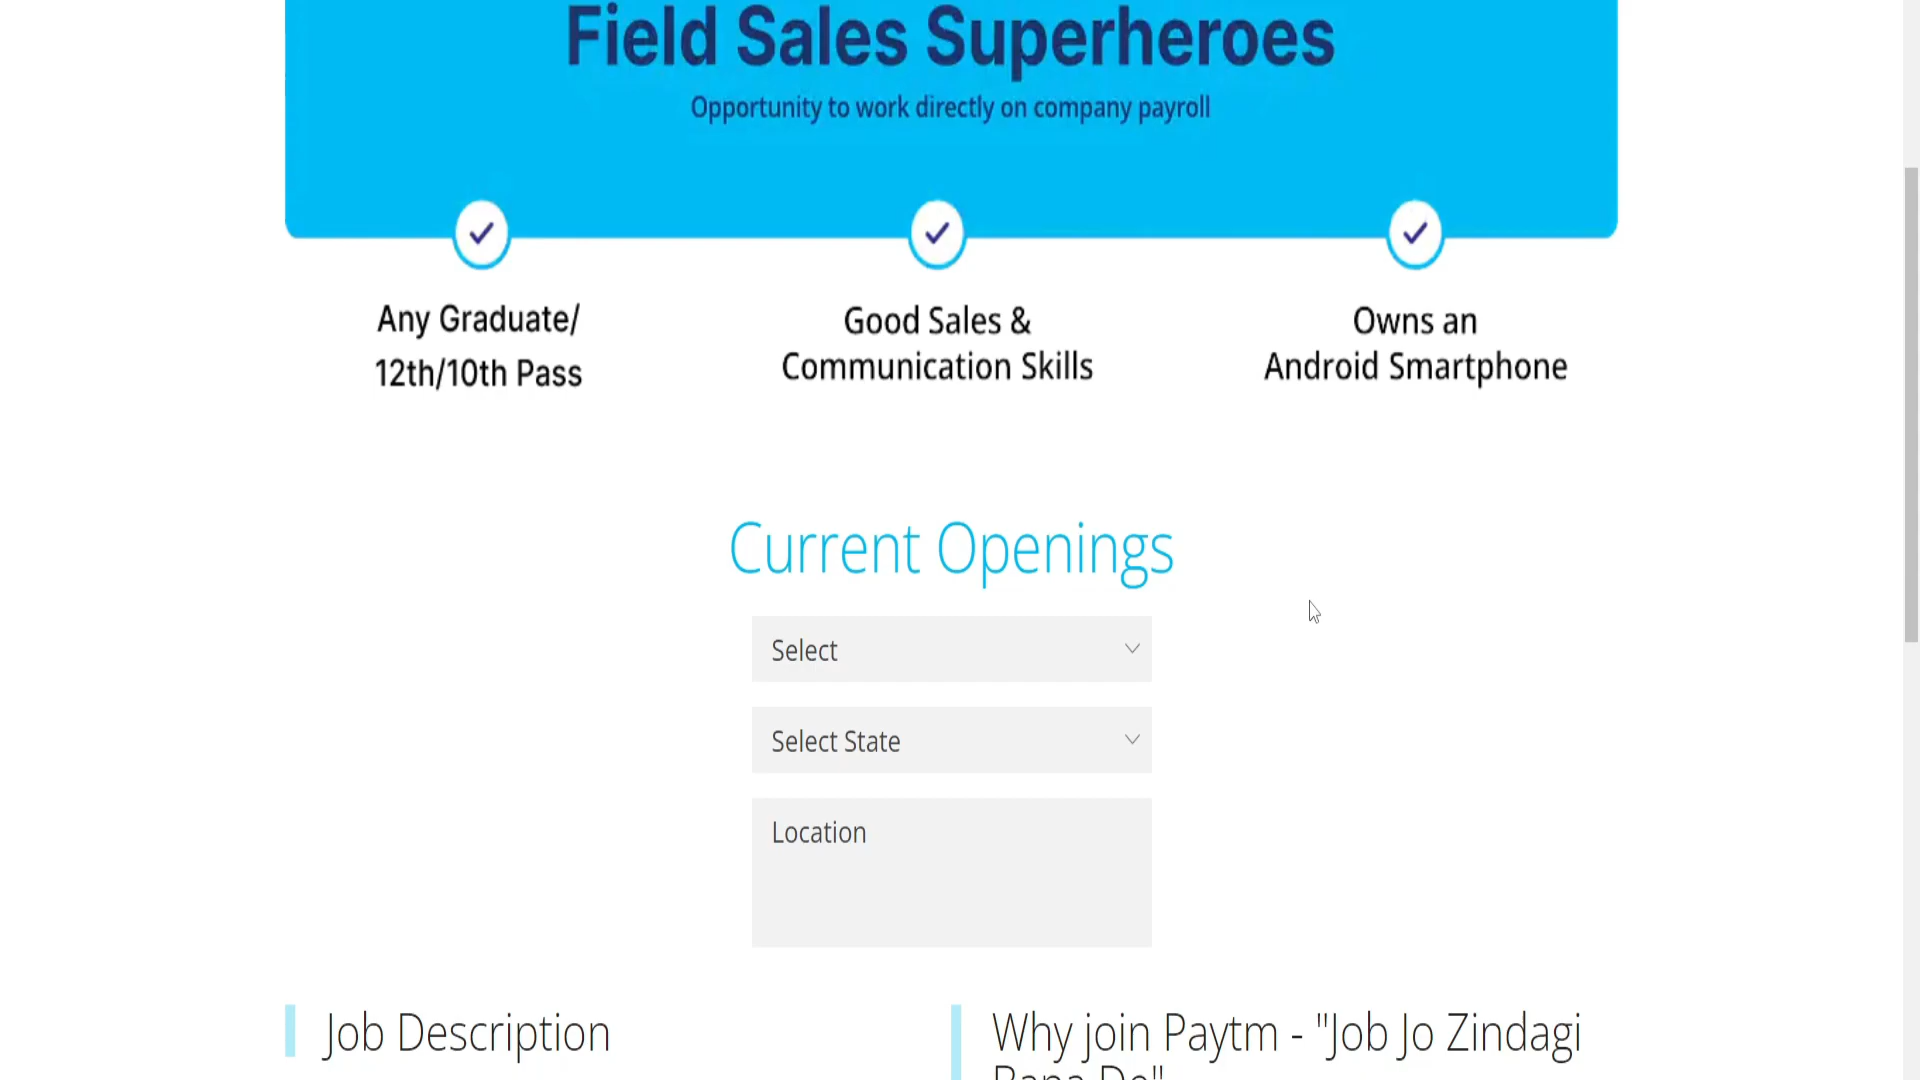 Field Sales Superheroes
Opportunity to work directly on company payroll
Any Graduate/
12th/10th Pass
Good Sales &
Communication Skills
Owns an
Android Smartphone
Current Openings
Select
Select State
Location
Job Description
Why join Paytm - "Job Jo Zindagi